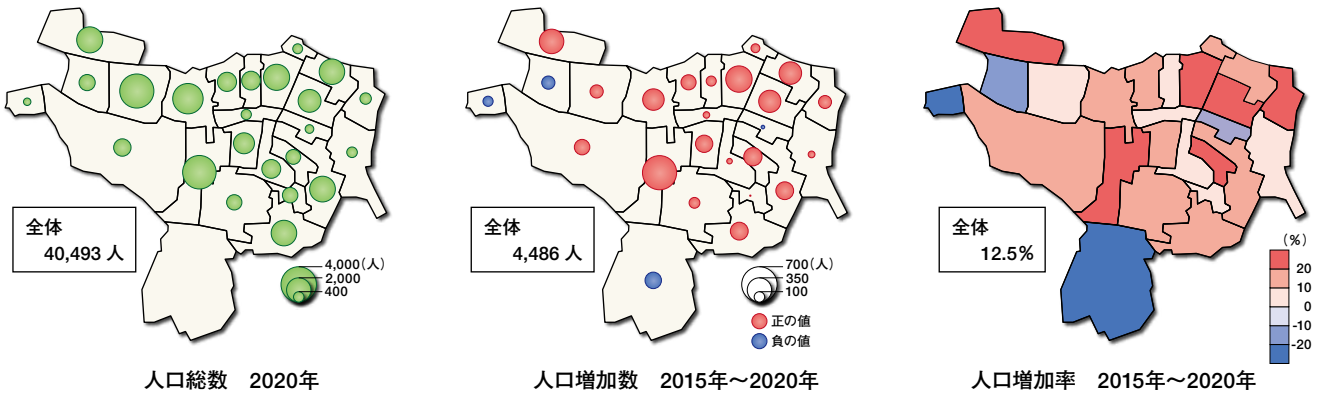 全体
40,493 人
4,000(人)
2,000
400
人口総数 2020年
全体
4,486 人
700(人)
350
100
正の値
負の値
人口増加数 2015年〜2020年
全体
12.5%
(%)
20
10
0
-10
-20
人口増加率 2015年〜2020年